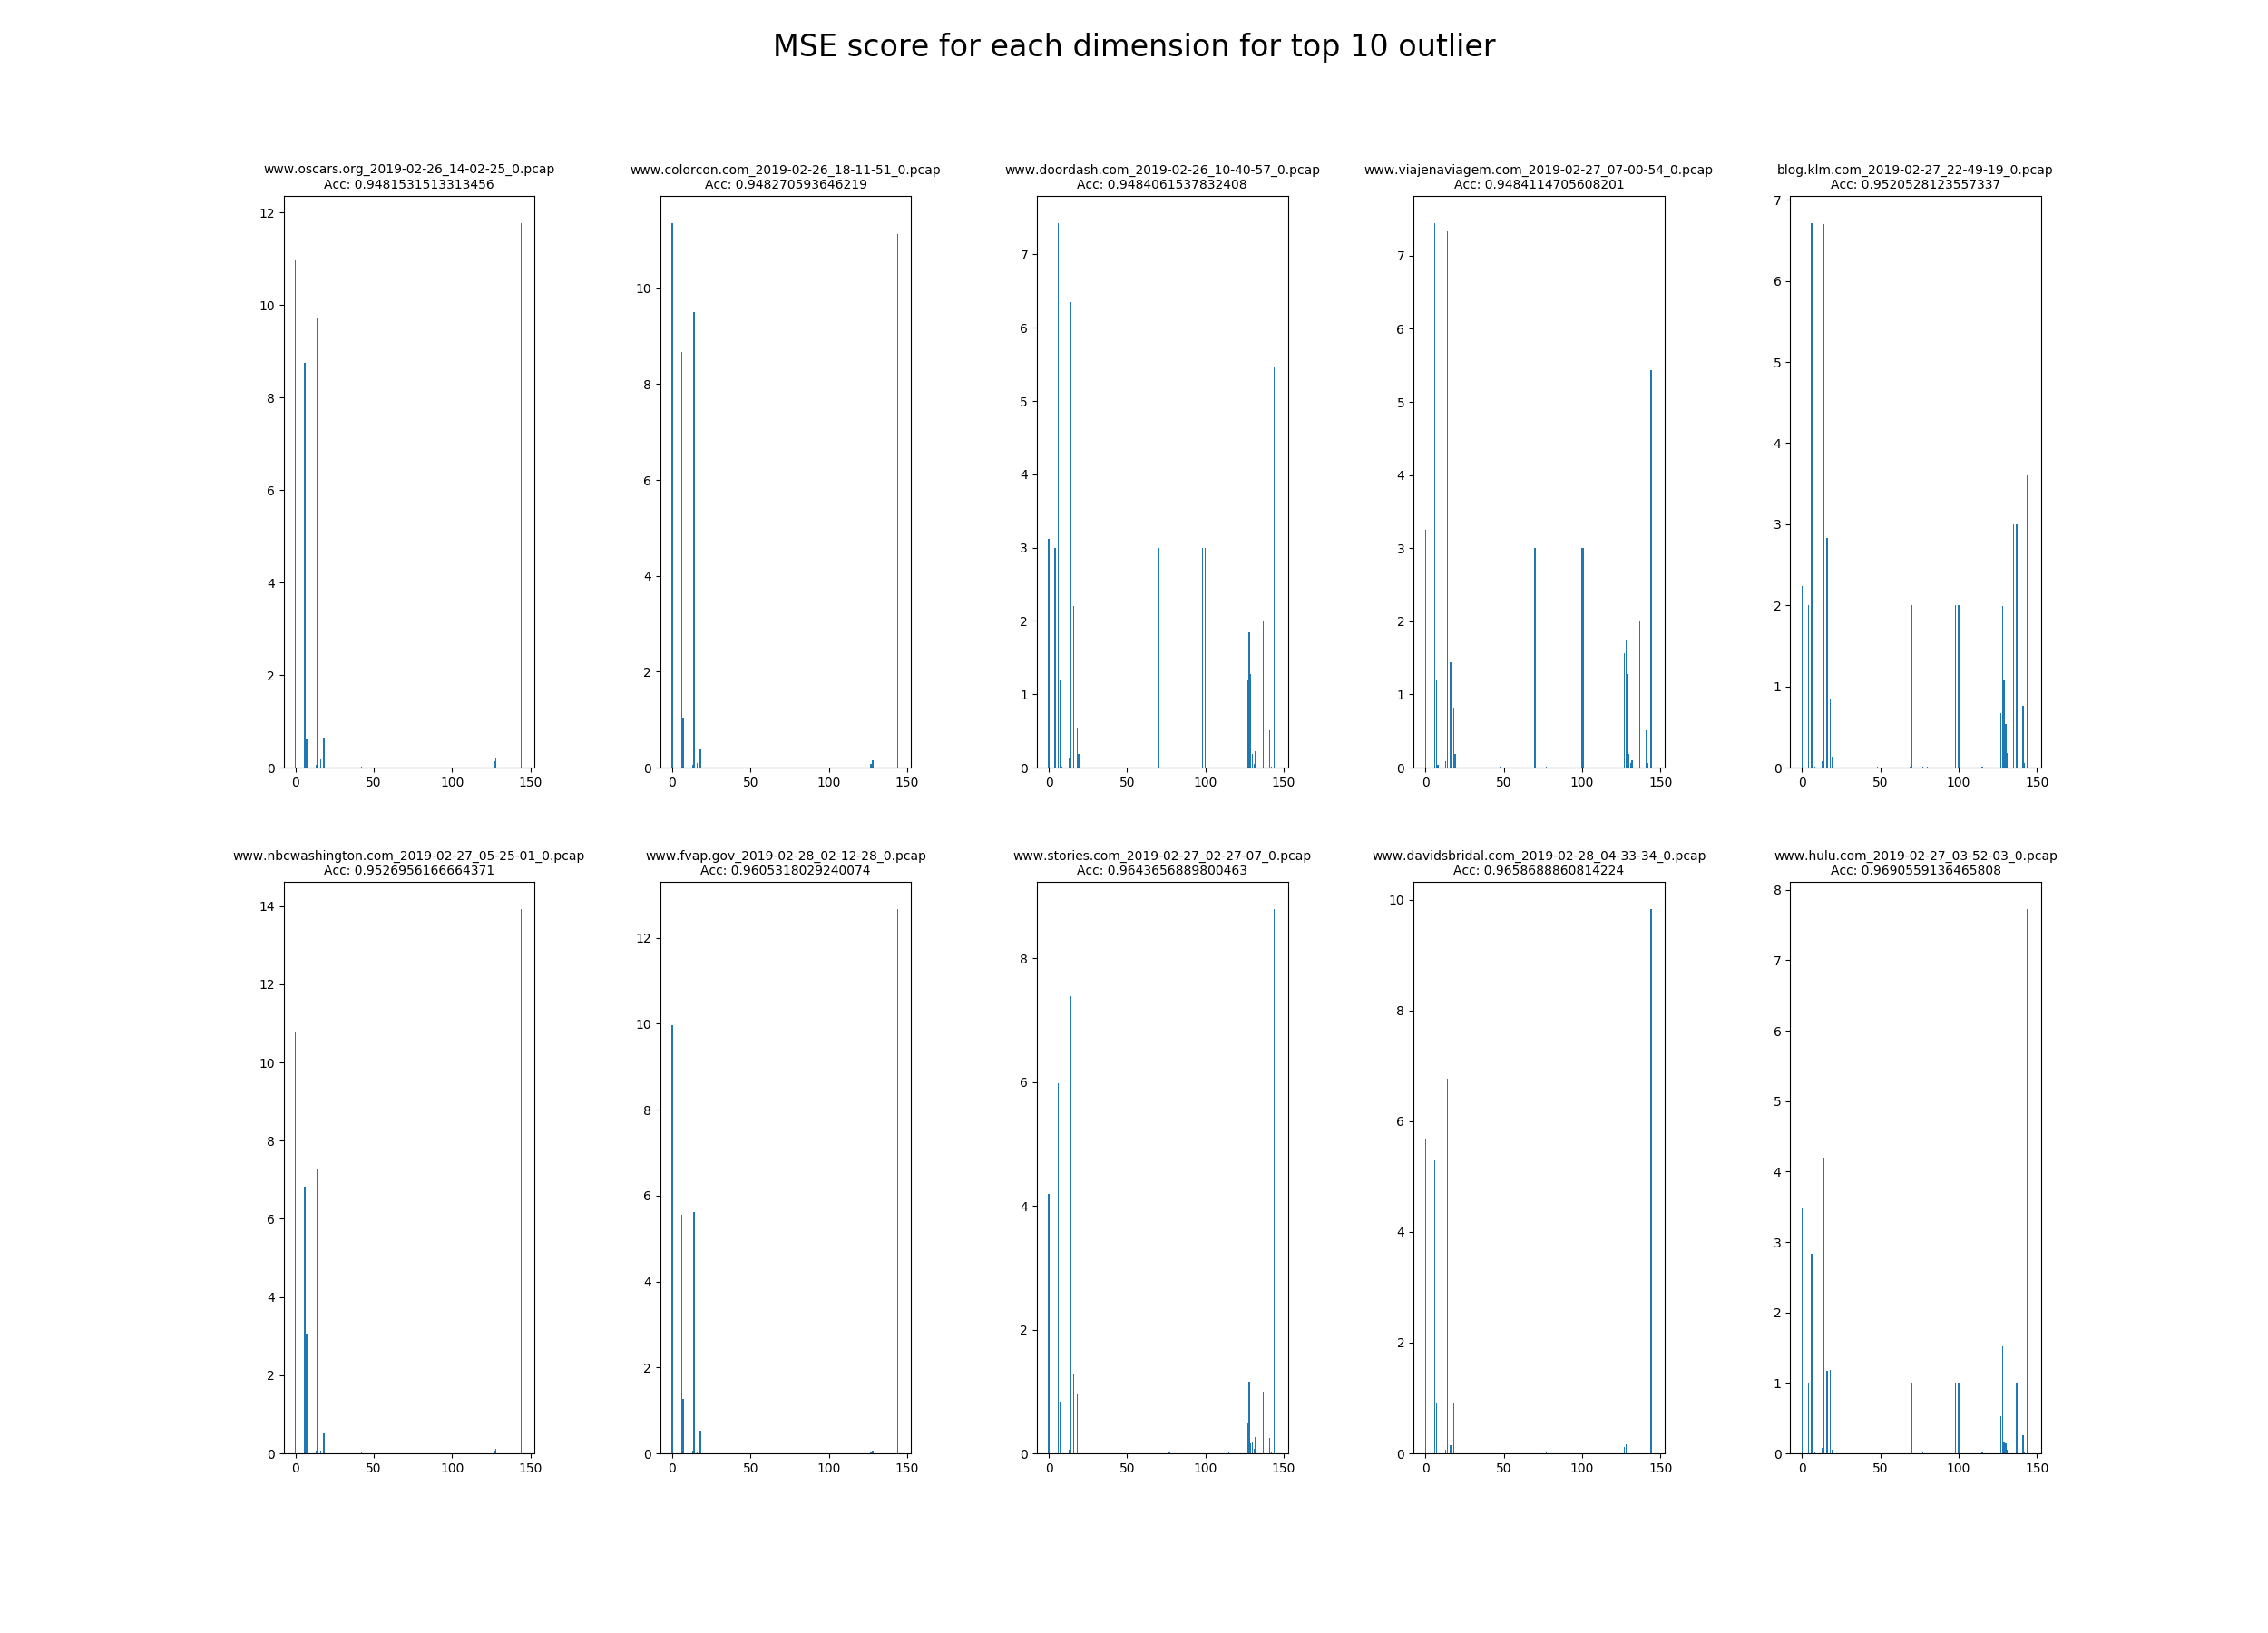 MSE score for each dimension for top 10 outlier
www.oscars.org_2019-02-26_14-02-25_0.pcap
Acc: 0.9481531513313456
12
10
8
6
4
2
0
0 50 100 150
www.colorcon.com_2019-02-26_18-11-51_0.pcap
Acc: 0.948270593646219
10
8
6
4
2
0
0 50 100 150
www.doordash.com_2019-02-26_10-40-57_0.pcap
Acc: 0.9484061537832408
7
6
5
4
3
2
1
0
0 50 100 150
www.viajenaviagem.com_2019-02-27_07-00-54_0.pcap
Acc: 0.9484114705608201
7
6
5
4
3
2
1
0
0 50 100 150
blog.klm.com_2019-02-27_22-49-19_0.pcap
Acc: 0.9520528123557337
7
6
5
4
3
2
1
0
0 50 100 150
www.nbcwashington.com_2019-02-27_05-25-01_0.pcap
Acc: 0.9526956166664371
14
12
10
8
6
4
2
0
0 50 100 150
www.fvap.gov_2019-02-28_02-12-28_0.pcap
Acc: 0.9605318029240074
12
10
8
6
4
2
0
0 50 100 150
www.stories.com_2019-02-27_02-27-07_0.pcap
Acc: 0.9643656889800463
8
6
4
2
0
0 50 100 150
www.davidsbridal.com_2019-02-28_04-33-34_0.pcap
Acc: 0.9658688860814224
10
8
6
4
2
0
0 50 100 150
www.hulu.com_2019-02-27_03-52-03_0.pcap
Acc: 0.9690559136465808
8
7
6
5
4
3
2
1
0
0 50 100 150